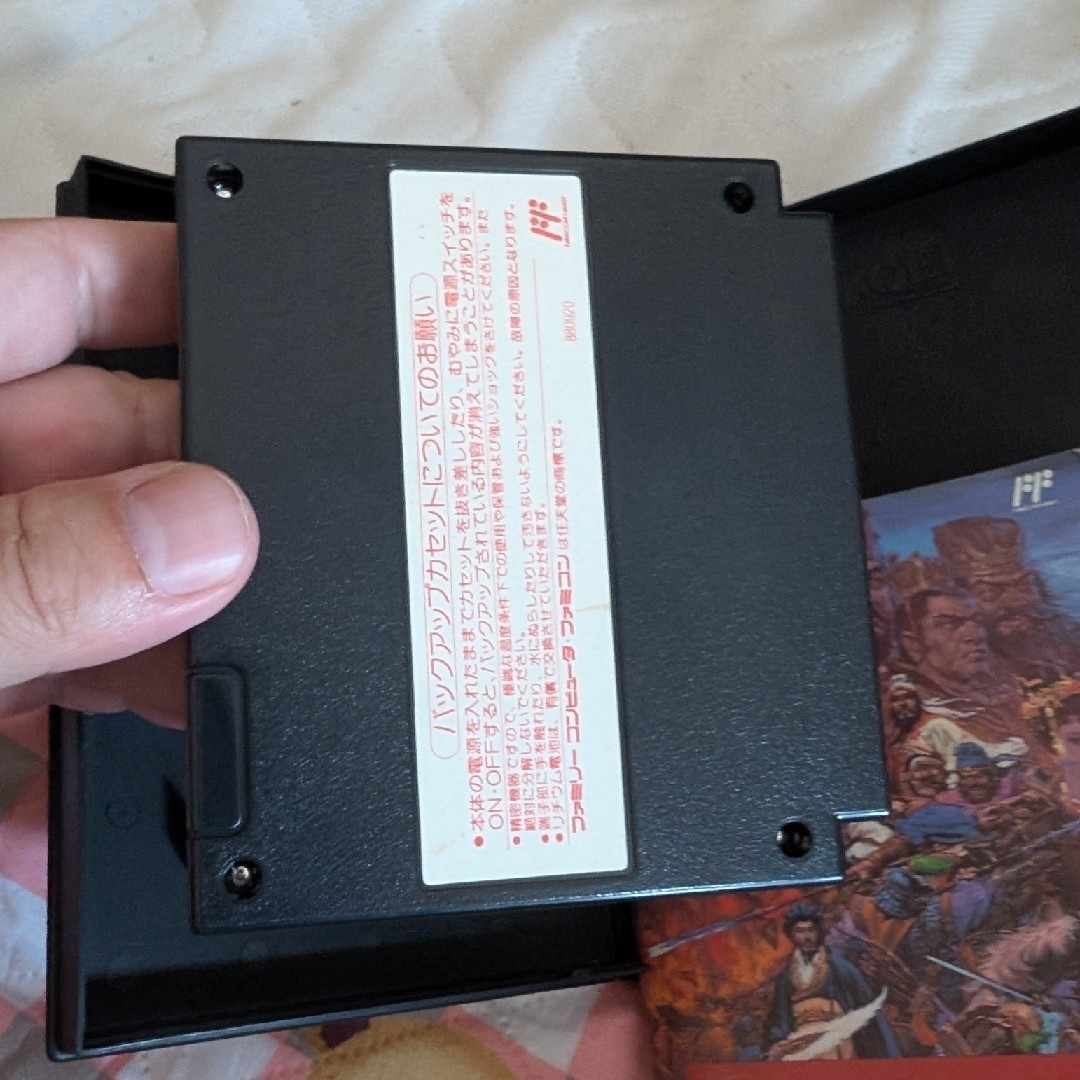 バックアップカセットについてのお願い
●本体の電源を入れたままでカセットを抜き差ししたり、むやみに電源スイッチを
ON・OFFすると、バックアップされている内容が消えてしまうことがあります。
●精密機器ですので、極端な温度条件下での使用や保管および強いショックをさけてください。また
絶対に分解しないでください。
●端子部に手を触れたり、水にぬらしたりして汚さないようにしてください。故障の原因となります。
●リチウム電池は、有償で交換させていただきます。
ファミリー コンピュータ・ファミコンは任天堂の商標です。
880920